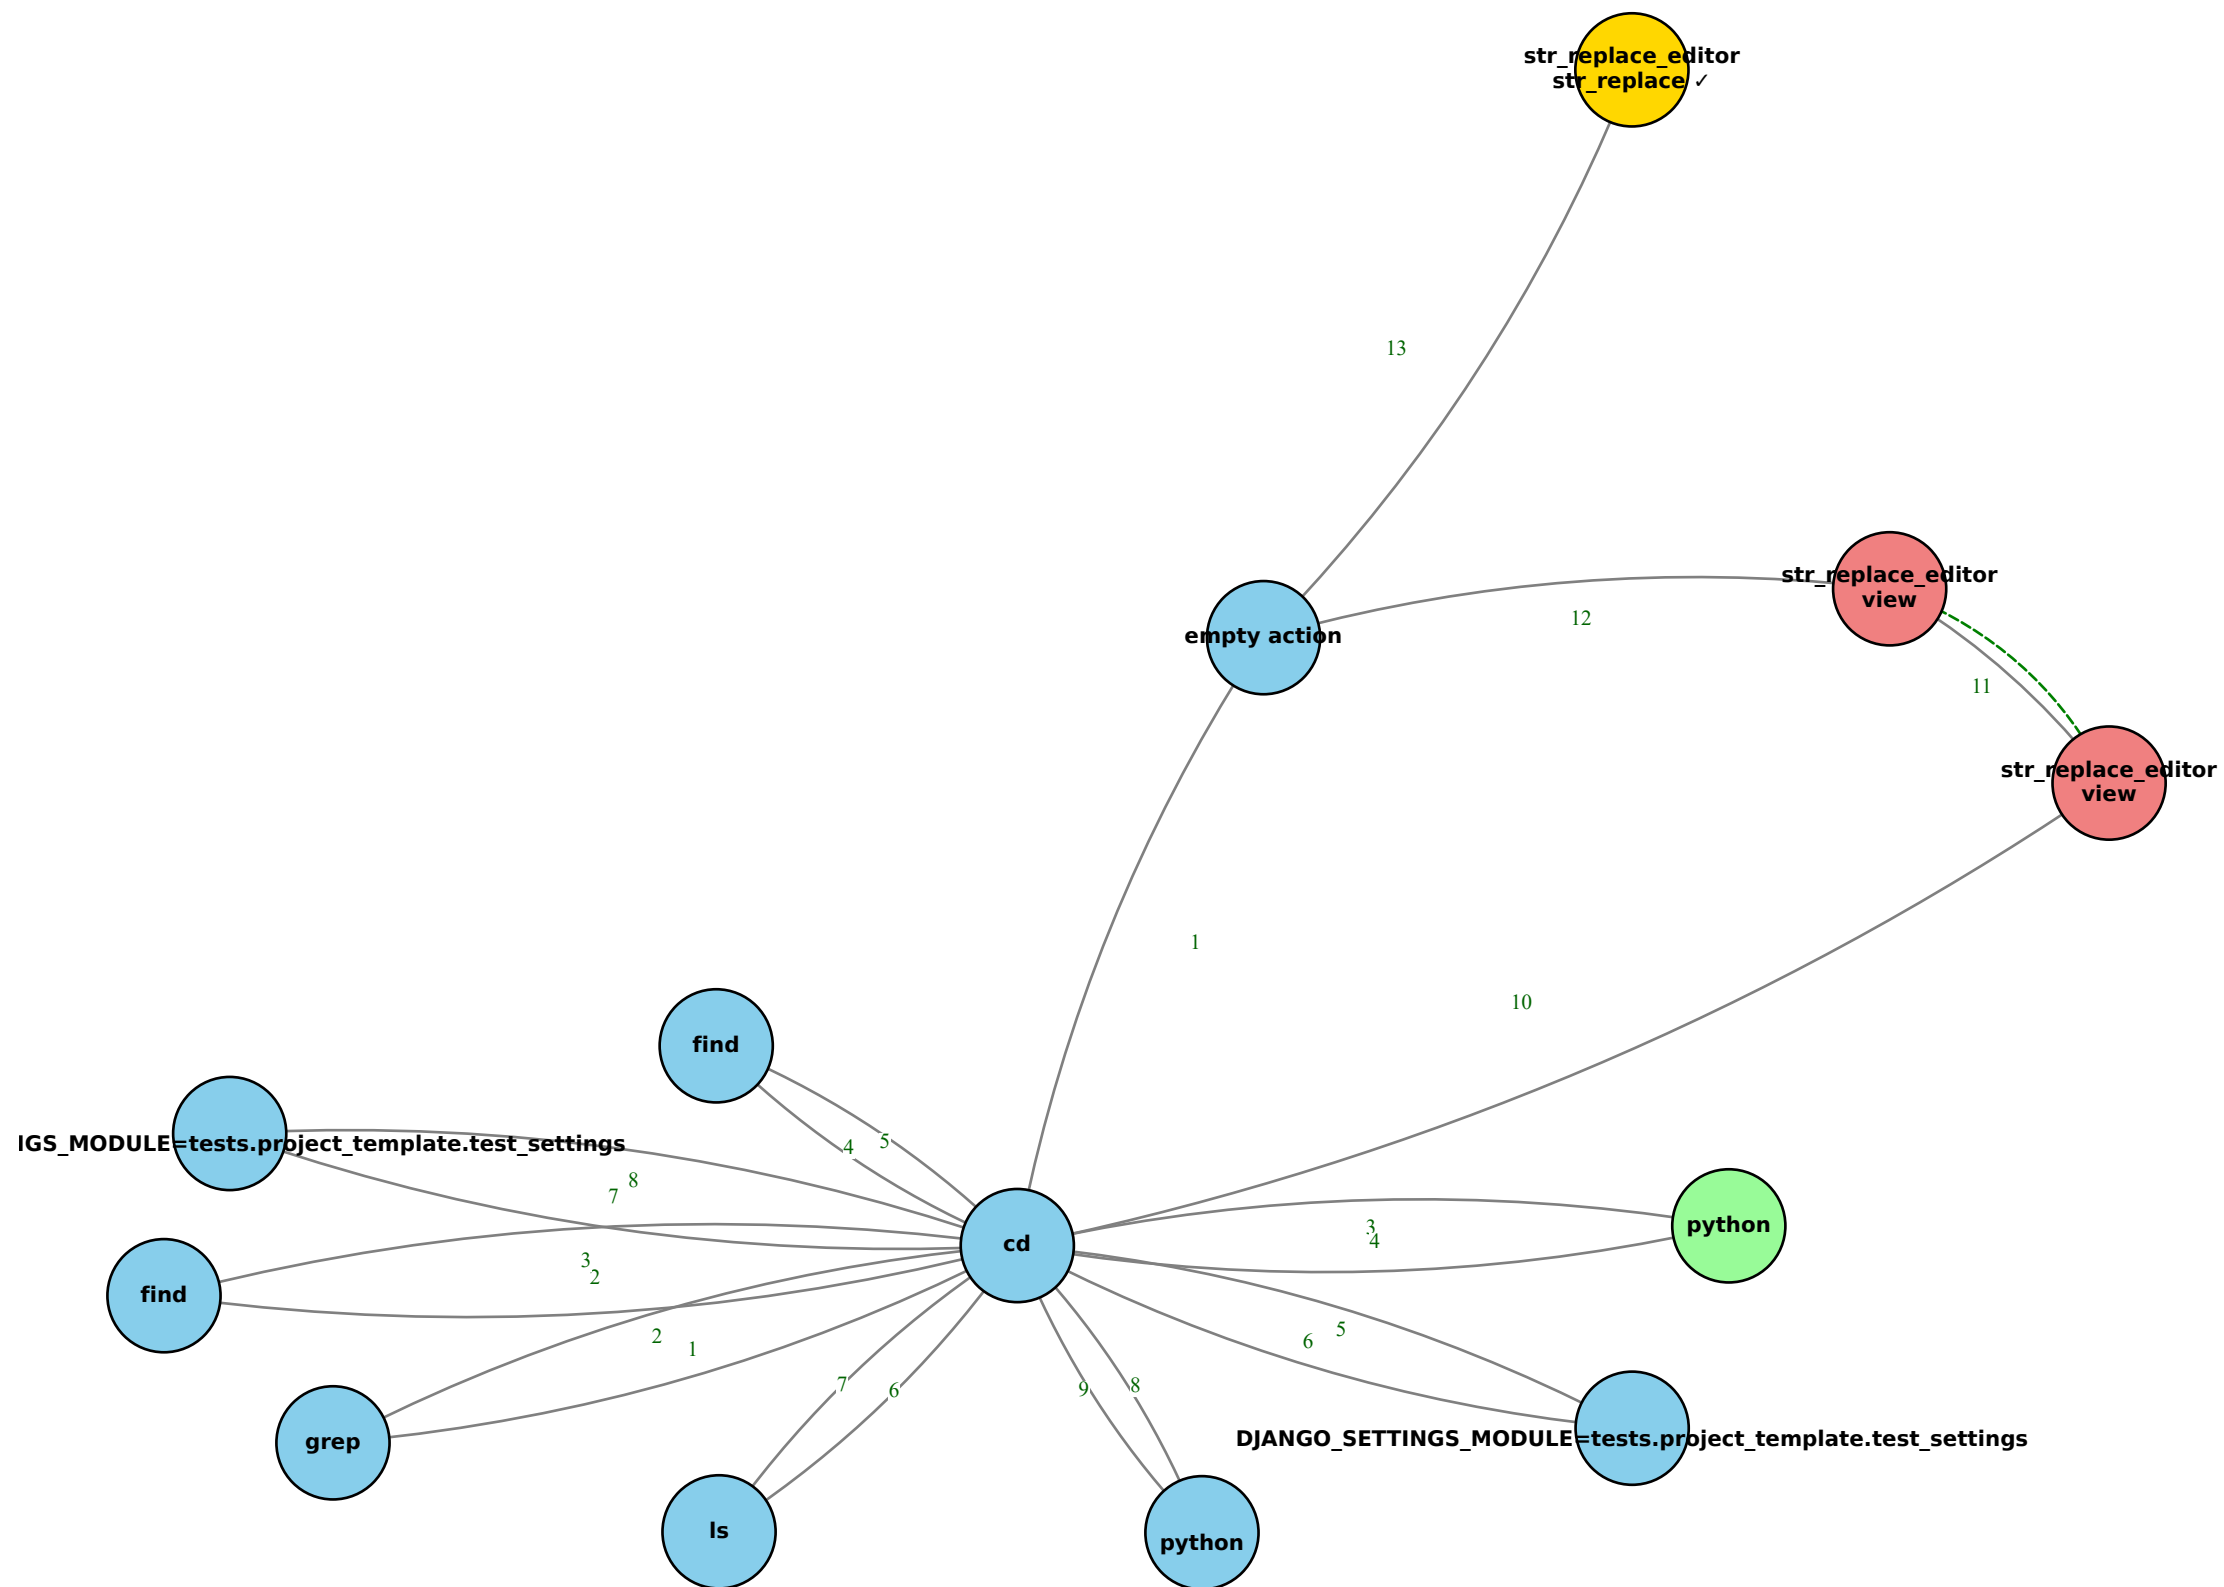 str_replace_editor
str_replace ✓
13
str_replace_editor
view
12
empty action
11
str_replace_editor
view
1
10
find
IGS_MODULE=tests.project_template.test_settings
4
5
8
7
3
4
python
cd
3
2
find
2
1
5
6
7
6
9
8
grep
DJANGO_SETTINGS_MODULE=tests.project_template.test_settings
ls
python